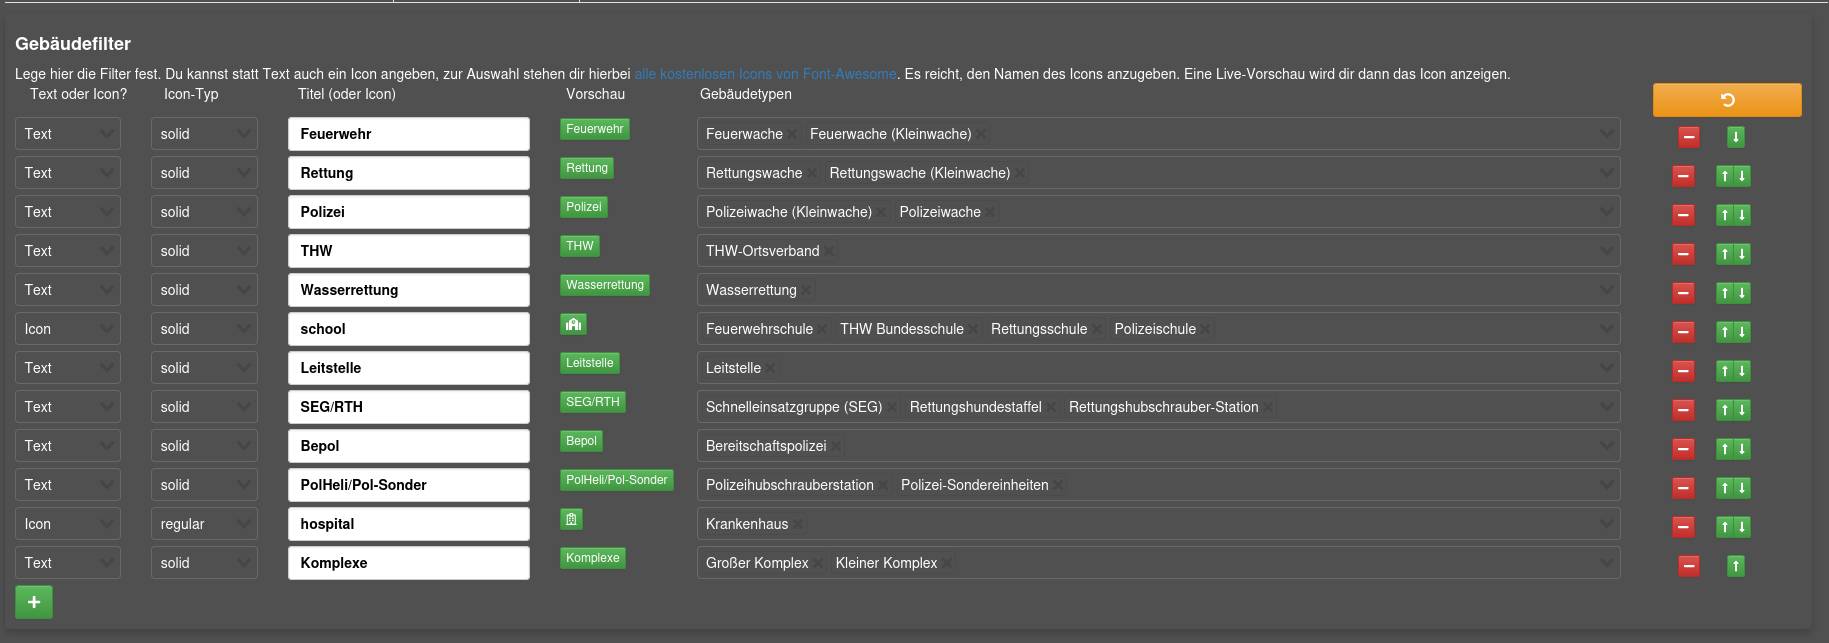 Gebäudefilter
Lege hier die Filter fest. Du kannst statt Text auch ein Icon angeben, zur Auswahl stehen dir hierbei alle kostenlosen Icons von Font-Awesome. Es reicht, den Namen des Icons anzugeben. Eine Live-Vorschau wird dir dann das Icon anzeigen.
Text oder Icon? Icon-Typ Titel (oder Icon) Vorschau Gebäudetypen
Text solid Feuerwehr Feuerwehr Feuerwache Feuerwache (Kleinwache)
Text solid Rettung Rettung Rettungswache Rettungswache (Kleinwache)
Text solid Polizei Polizei Polizeiwache (Kleinwache) Polizeiwache
Text solid THW THW THW-Ortsverband
Text solid Wasserrettung Wasserrettung Wasserrettung
Icon solid school Feuerwehrschule THW Bundesschule Rettungsschule Polizeischule
Text solid Leitstelle Leitstelle Leitstelle
Text solid SEG/RTH SEG/RTH Schnelleinsatzgruppe (SEG) Rettungshundestaffel Rettungshubschrauber-Station
Text solid Bepol Bepol Bereitschaftspolizei
Text solid PolHeli/Pol-Sonder PolHeli/Pol-Sonder Polizeihubschrauberstation Polizei-Sondereinheiten
Icon regular hospital Krankenhaus
Text solid Komplexe Komplexe Großer Komplex Kleiner Komplex